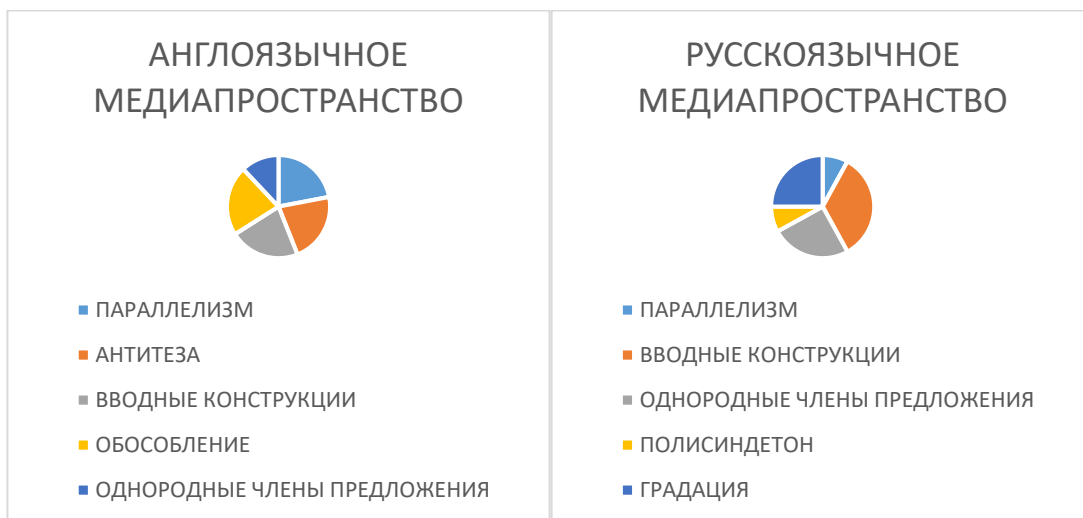 АНГЛОЯЗЫЧНОЕ
МЕДИАПРОСТРАНСТВО
ПАРАЛЛЕЛИЗМ
АНТИТЕЗА
ВВОДНЫЕ КОНСТРУКЦИИ
ОБОСОБЛЕНИЕ
ОДНОРОДНЫЕ ЧЛЕНЫ ПРЕДЛОЖЕНИЯ
РУССКОЯЗЫЧНОЕ
МЕДИАПРОСТРАНСТВО
ПАРАЛЛЕЛИЗМ
ВВОДНЫЕ КОНСТРУКЦИИ
ОДНОРОДНЫЕ ЧЛЕНЫ ПРЕДЛОЖЕНИЯ
ПОЛИСИНДЕТОН
ГРАДАЦИЯ